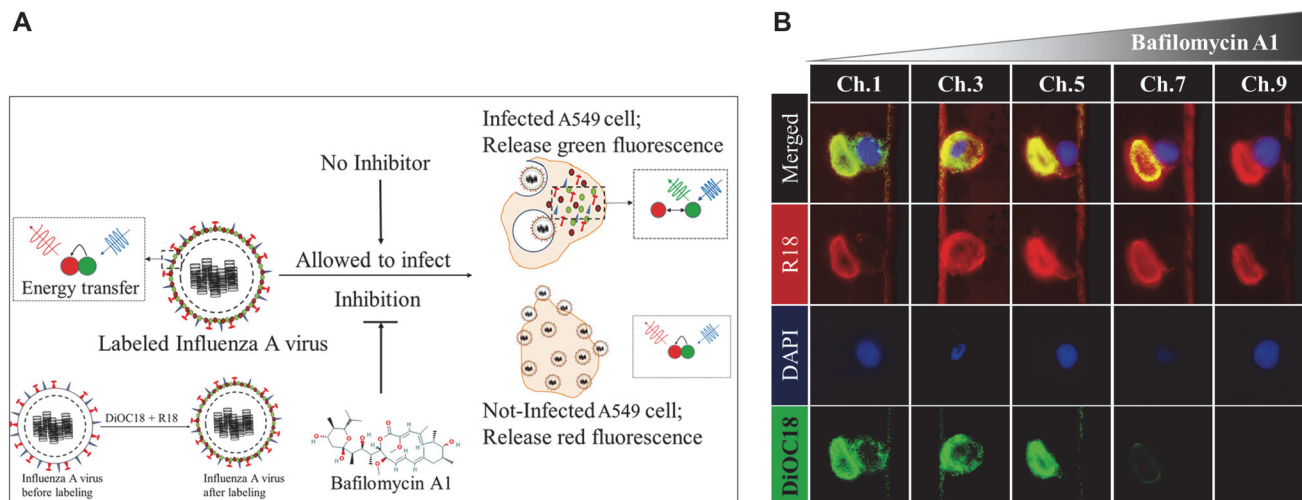 A
No Inhibitor
Infected A549 cell;
Release green fluorescence
Energy transfer
Allowed to infect
Inhibition
Labeled Influenza A virus
DiOC18 + R18
Influenza A virus
before labeling
Influenza A virus
after labeling
Bafilomycin A1
Not-Infected A549 cell;
Release red fluorescence
B
Bafilomycin A1
Ch.1 Ch.3 Ch.5 Ch.7 Ch.9
Merged
R18
DAPI
DiOC18